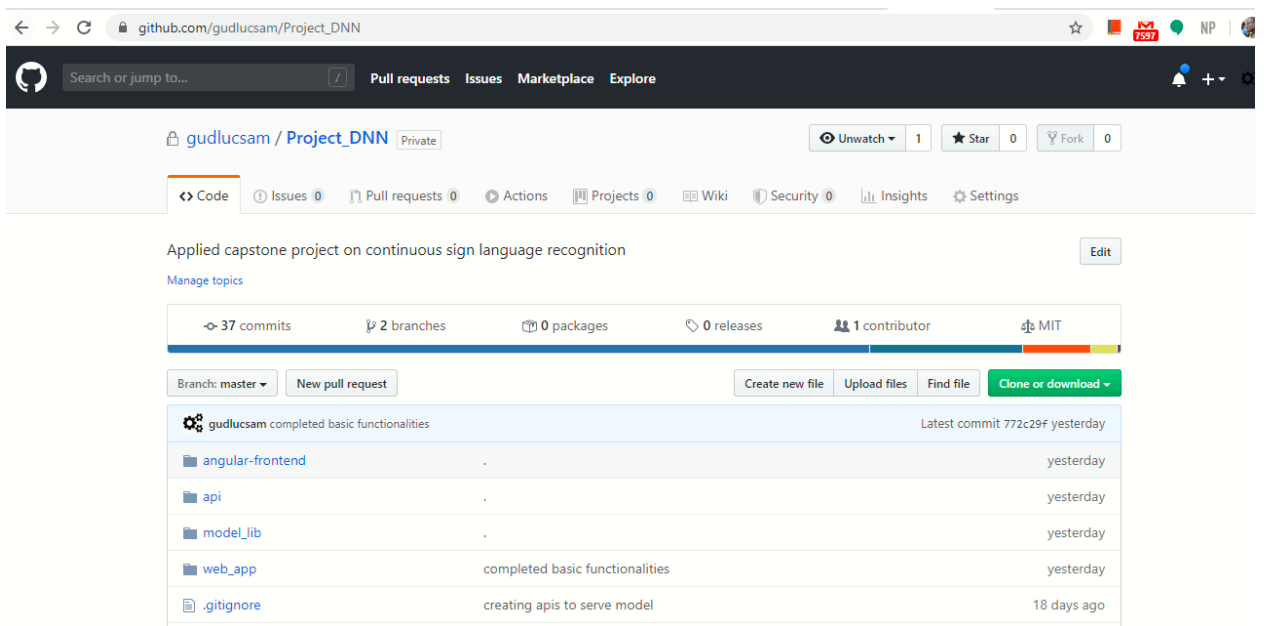 github.com/gudlucsam/Project_DNN
7597
NP
Search or jump to... /
Pull requests Issues Marketplace Explore
gudlucsam / Project_DNN Private
Unwatch 1 Star 0 Fork 0
Code Issues 0 Pull requests 0 Actions Projects 0 Wiki Security 0 Insights Settings
Applied capstone project on continuous sign language recognition
Edit
Manage topics
37 commits 2 branches 0 packages 0 releases 1 contributor MIT
Branch: master New pull request Create new file Upload files Find file Clone or download
gudlucsam completed basic functionalities Latest commit 772c29f yesterday
angular-frontend . yesterday
api . yesterday
model_lib . yesterday
web_app completed basic functionalities yesterday
.gitignore creating apis to serve model 18 days ago